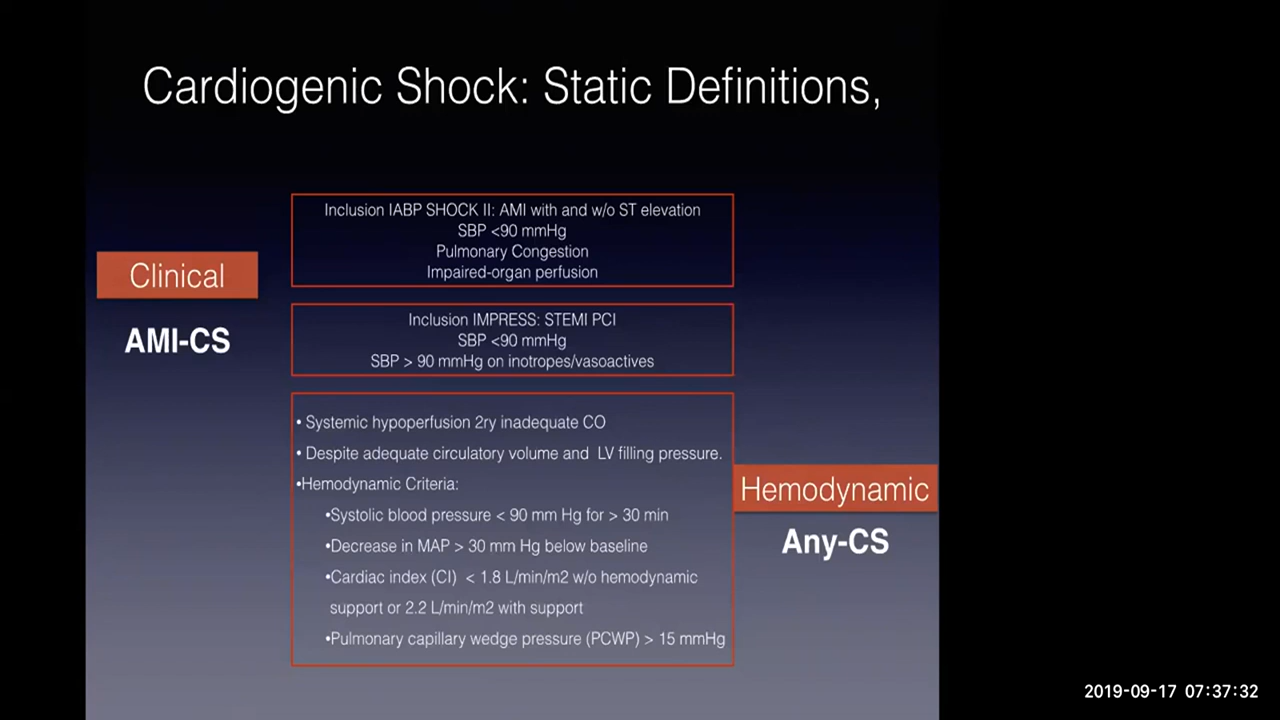 Cardiogenic Shock: Static Definitions,
Inclusion IABP SHOCK II: AMI with and w/o ST elevation
SBP <90 mmHg
Pulmonary Congestion
Impaired-organ perfusion
Clinical
AMI-CS
Inclusion IMPRESS: STEMI PCI
SBP <90 mmHg
SBP > 90 mmHg on inotropes/vasoactives
• Systemic hypoperfusion 2ry inadequate CO
• Despite adequate circulatory volume and LV filling pressure.
•Hemodynamic Criteria:
•Systolic blood pressure < 90 mm Hg for > 30 min
•Decrease in MAP > 30 mm Hg below baseline
•Cardiac index (CI) < 1.8 L/min/m2 w/o hemodynamic
support or 2.2 L/min/m2 with support
•Pulmonary capillary wedge pressure (PCWP) > 15 mmHg
Hemodynamic
Any-CS
2019-09-17 07:37:32